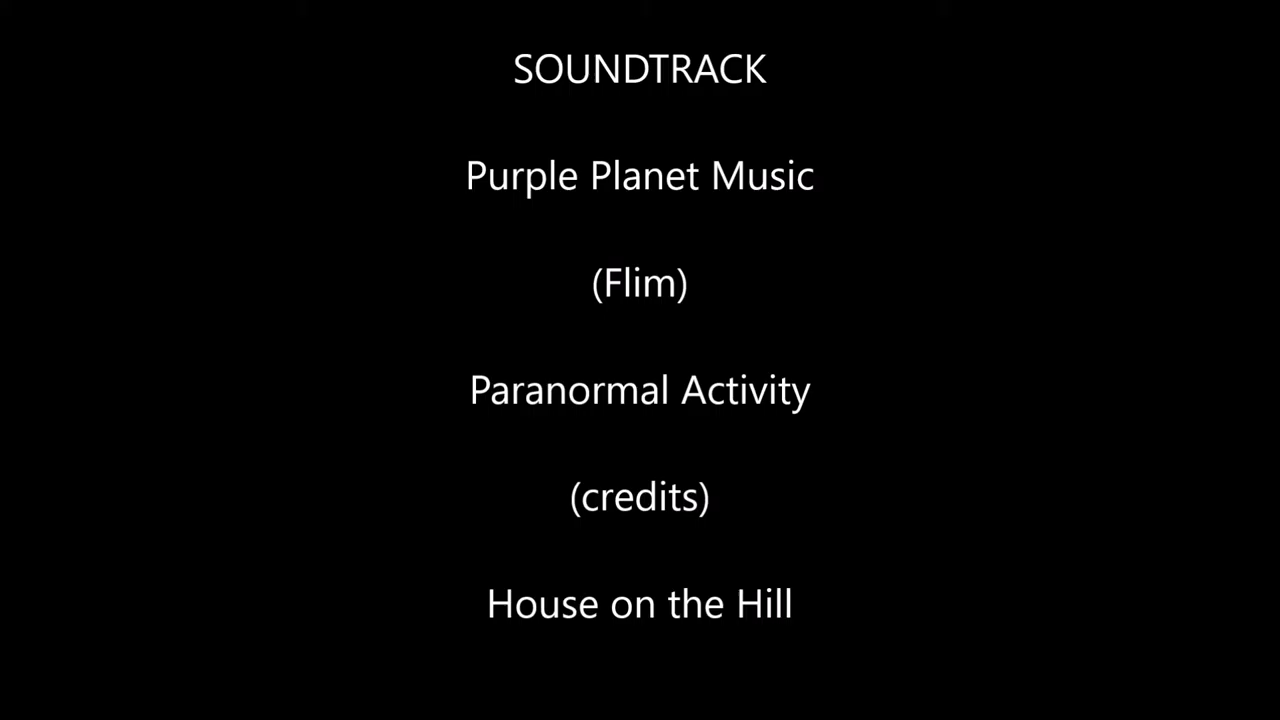 SOUNDTRACK
Purple Planet Music
(Flim)
Paranormal Activity
(credits)
House on the Hill